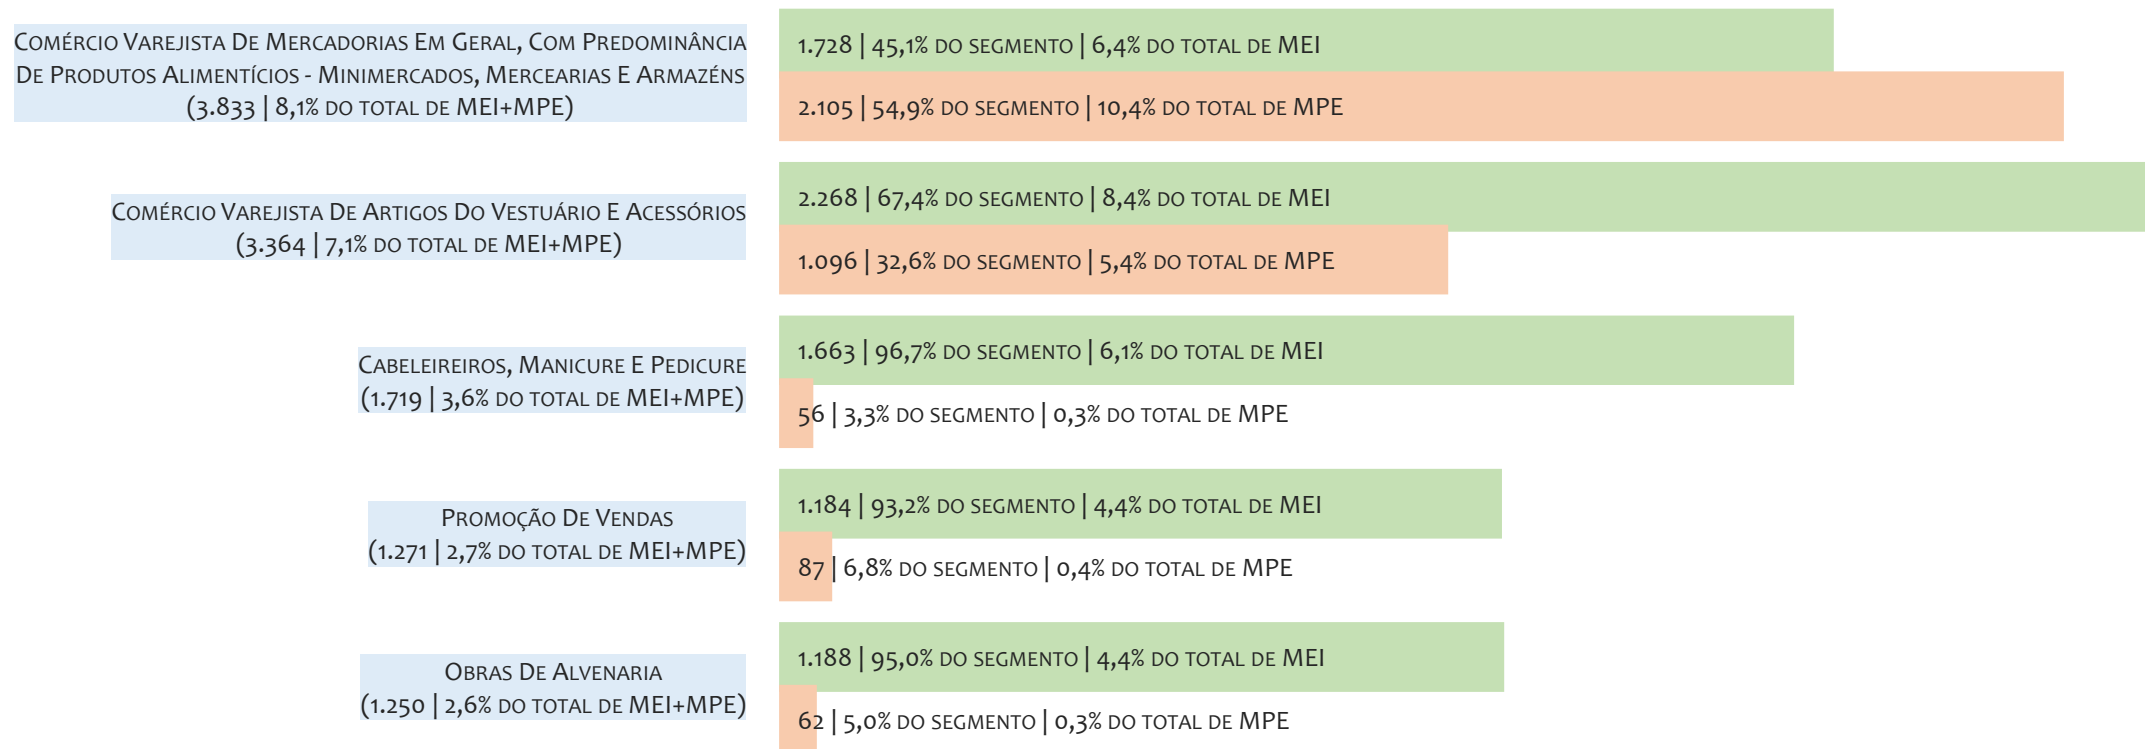 Comércio Varejista De Mercadorias Em Geral, Com Predominância
De Produtos Alimentícios - Minimercados, Mercearias E Armazéns
(3.833 | 8,1% do total de MEI+MPE)
1.728 | 45,1% do segmento | 6,4% do total de MEI
2.105 | 54,9% do segmento | 10,4% do total de MPE
Comércio Varejista De Artigos Do Vestuário E Acessórios
(3.364 | 7,1% do total de MEI+MPE)
2.268 | 67,4% do segmento | 8,4% do total de MEI
1.096 | 32,6% do segmento | 5,4% do total de MPE
Cabeleireiros, Manicure E Pedicure
(1.719 | 3,6% do total de MEI+MPE)
1.663 | 96,7% do segmento | 6,1% do total de MEI
56 | 3,3% do segmento | 0,3% do total de MPE
Promoção De Vendas
(1.271 | 2,7% do total de MEI+MPE)
1.184 | 93,2% do segmento | 4,4% do total de MEI
87 | 6,8% do segmento | 0,4% do total de MPE
Obras De Alvenaria
(1.250 | 2,6% do total de MEI+MPE)
1.188 | 95,0% do segmento | 4,4% do total de MEI
62 | 5,0% do segmento | 0,3% do total de MPE